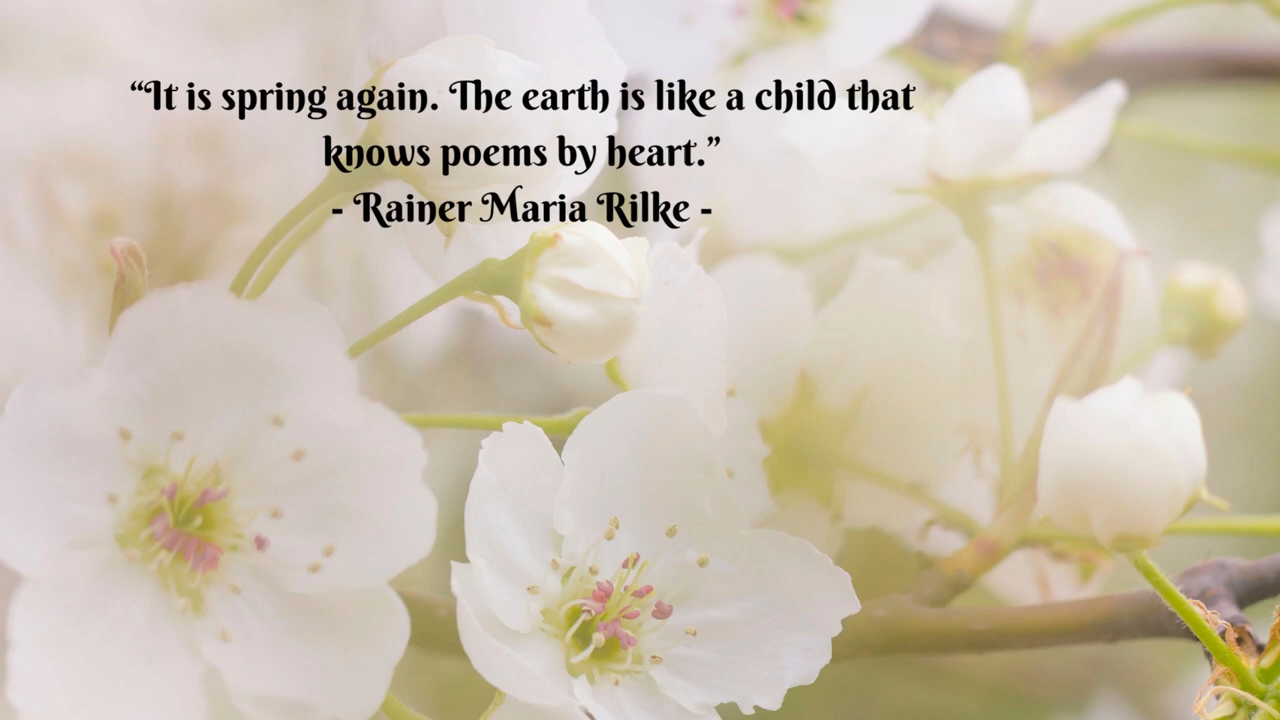 “It is spring again. The earth is like a child that
knows poems by heart.”
- Rainer Maria Rilke -